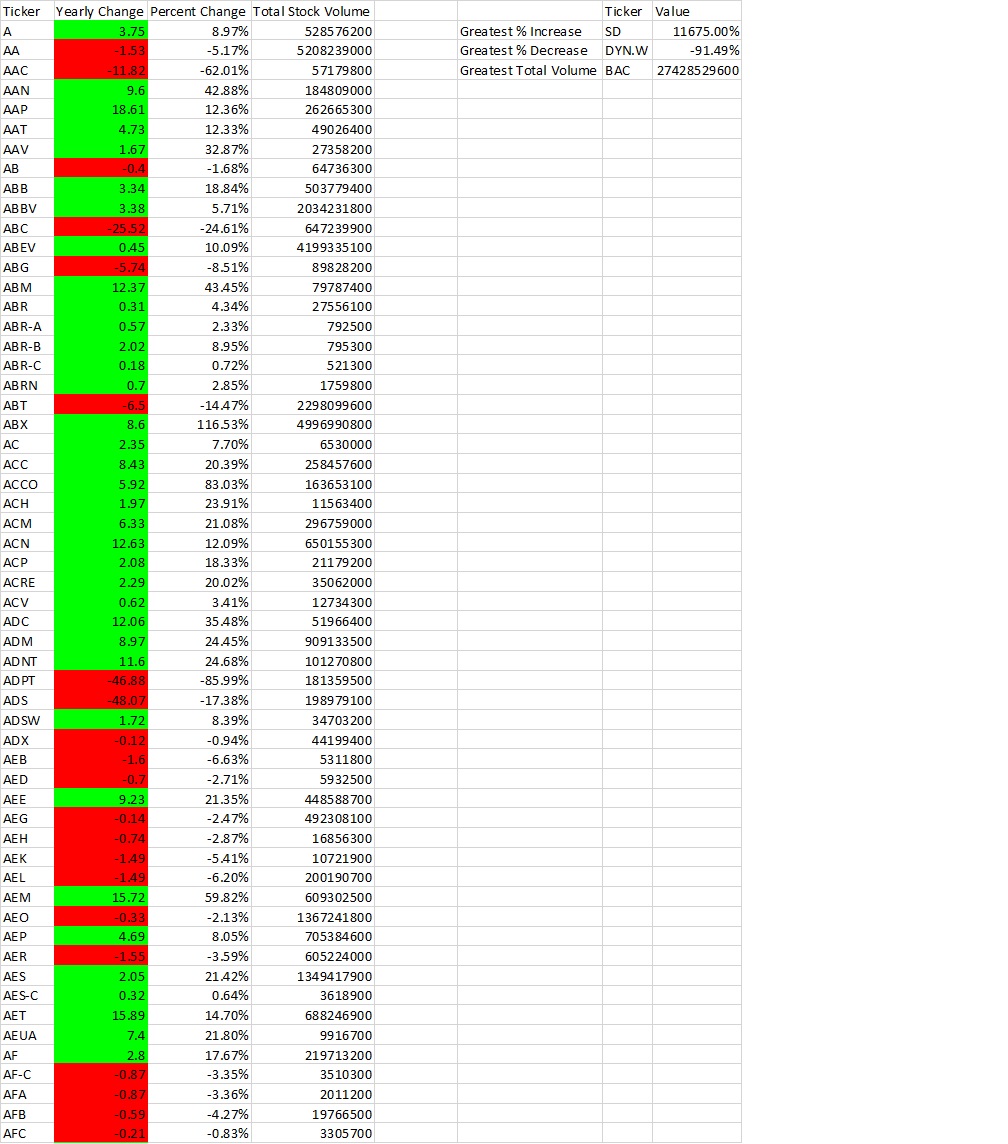 Ticker Yearly Change Percent Change Total Stock Volume Ticker Value
A 3.75 8.97% 528576200 Greatest % Increase SD 11675.00%
AA -1.53 -5.17% 5208239000 Greatest % Decrease DYN.W -91.49%
AAC -11.82 -62.01% 57179800 Greatest Total Volume BAC 27428529600
AAN 9.6 42.88% 184809000
AAP 18.61 12.36% 262665300
AAT 4.73 12.33% 49026400
AAV 1.67 32.87% 27358200
AB -0.4 -1.68% 64736300
ABB 3.34 18.84% 503779400
ABBV 3.38 5.71% 2034231800
ABC -25.52 -24.61% 647239900
ABEV 0.45 10.09% 4199335100
ABG -5.74 -8.51% 89828200
ABM 12.37 43.45% 79787400
ABR 0.31 4.34% 27556100
ABR-A 0.57 2.33% 792500
ABR-B 2.02 8.95% 795300
ABR-C 0.18 0.72% 521300
ABRN 0.7 2.85% 1759800
ABT -6.5 -14.47% 2298099600
ABX 8.6 116.53% 4996990800
AC 2.35 7.70% 6530000
ACC 8.43 20.39% 258457600
ACCO 5.92 83.03% 163653100
ACH 1.97 23.91% 11563400
ACM 6.33 21.08% 296759000
ACN 12.63 12.09% 650155300
ACP 2.08 18.33% 21179200
ACRE 2.29 20.02% 35062000
ACV 0.62 3.41% 12734300
ADC 12.06 35.48% 51966400
ADM 8.97 24.45% 909133500
ADNT 11.6 24.68% 101270800
ADPT -46.88 -85.99% 181359500
ADS -48.07 -17.38% 198979100
ADSW 1.72 8.39% 34703200
ADX -0.12 -0.94% 44199400
AEB -1.6 -6.63% 5311800
AED -0.7 -2.71% 5932500
AEE 9.23 21.35% 448588700
AEG -0.14 -2.47% 492308100
AEH -0.74 -2.87% 16856300
AEK -1.49 -5.41% 10721900
AEL -1.49 -6.20% 200190700
AEM 15.72 59.82% 609302500
AEO -0.33 -2.13% 1367241800
AEP 4.69 8.05% 705384600
AER -1.55 -3.59% 605224000
AES 2.05 21.42% 1349417900
AES-C 0.32 0.64% 3618900
AET 15.89 14.70% 688246900
AEUA 7.4 21.80% 9916700
AF 2.8 17.67% 219713200
AF-C -0.87 -3.35% 3510300
AFA -0.87 -3.36% 2011200
AFB -0.59 -4.27% 19766500
AFC -0.21 -0.83% 3305700